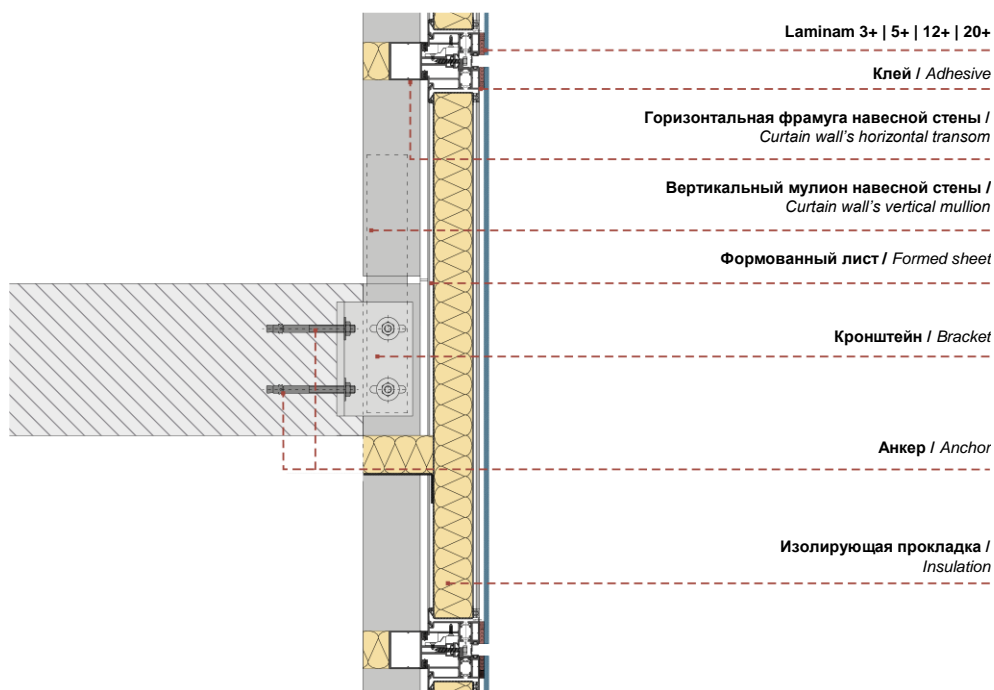 Laminam 3+ | 5+ | 12+ | 20+
Клей / Adhesive
Горизонтальная фрамуга навесной стены /
Curtain wall's horizontal transom
Вертикальный мулион навесной стены /
Curtain wall's vertical mullion
Формованный лист / Formed sheet
Кронштейн / Bracket
Анкер / Anchor
Изолирующая прокладка /
Insulation